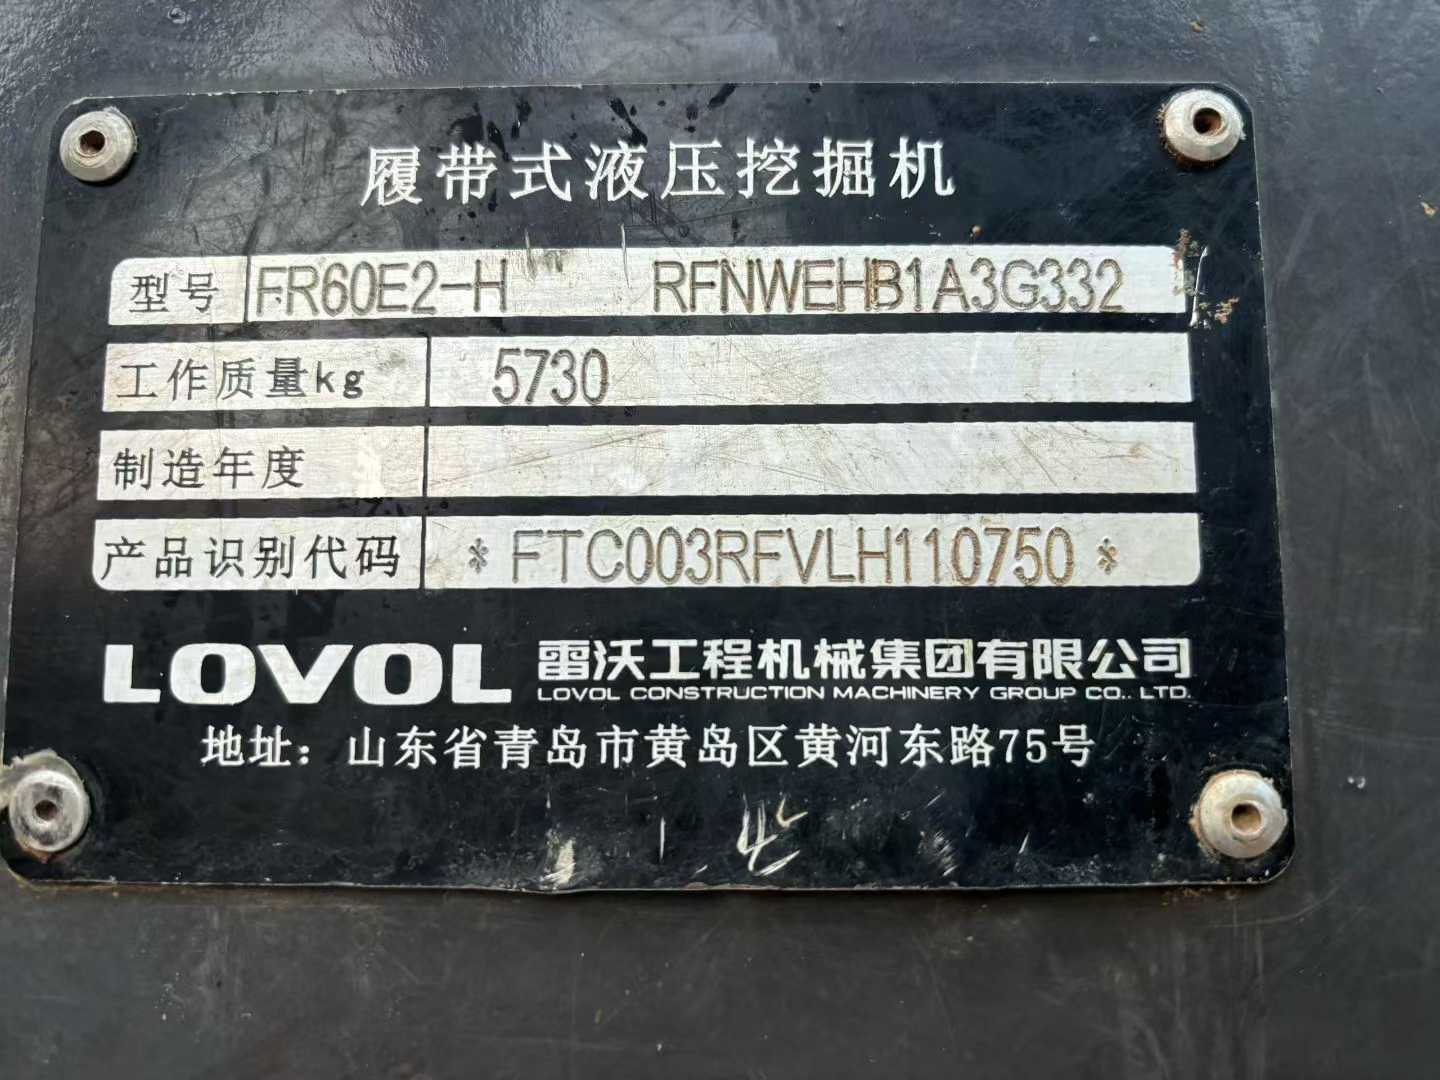 履带式液压挖掘机
型号 FR60E2-H RFNWEHB1A3G332
工作质量kg 5730
制造年度
产品识别代码 * FTC003RFVLH110750 *
LOVOL 雷沃工程机械集团有限公司
LOVOL CONSTRUCTION MACHINERY GROUP CO., LTD.
地址：山东省青岛市黄岛区黄河东路75号